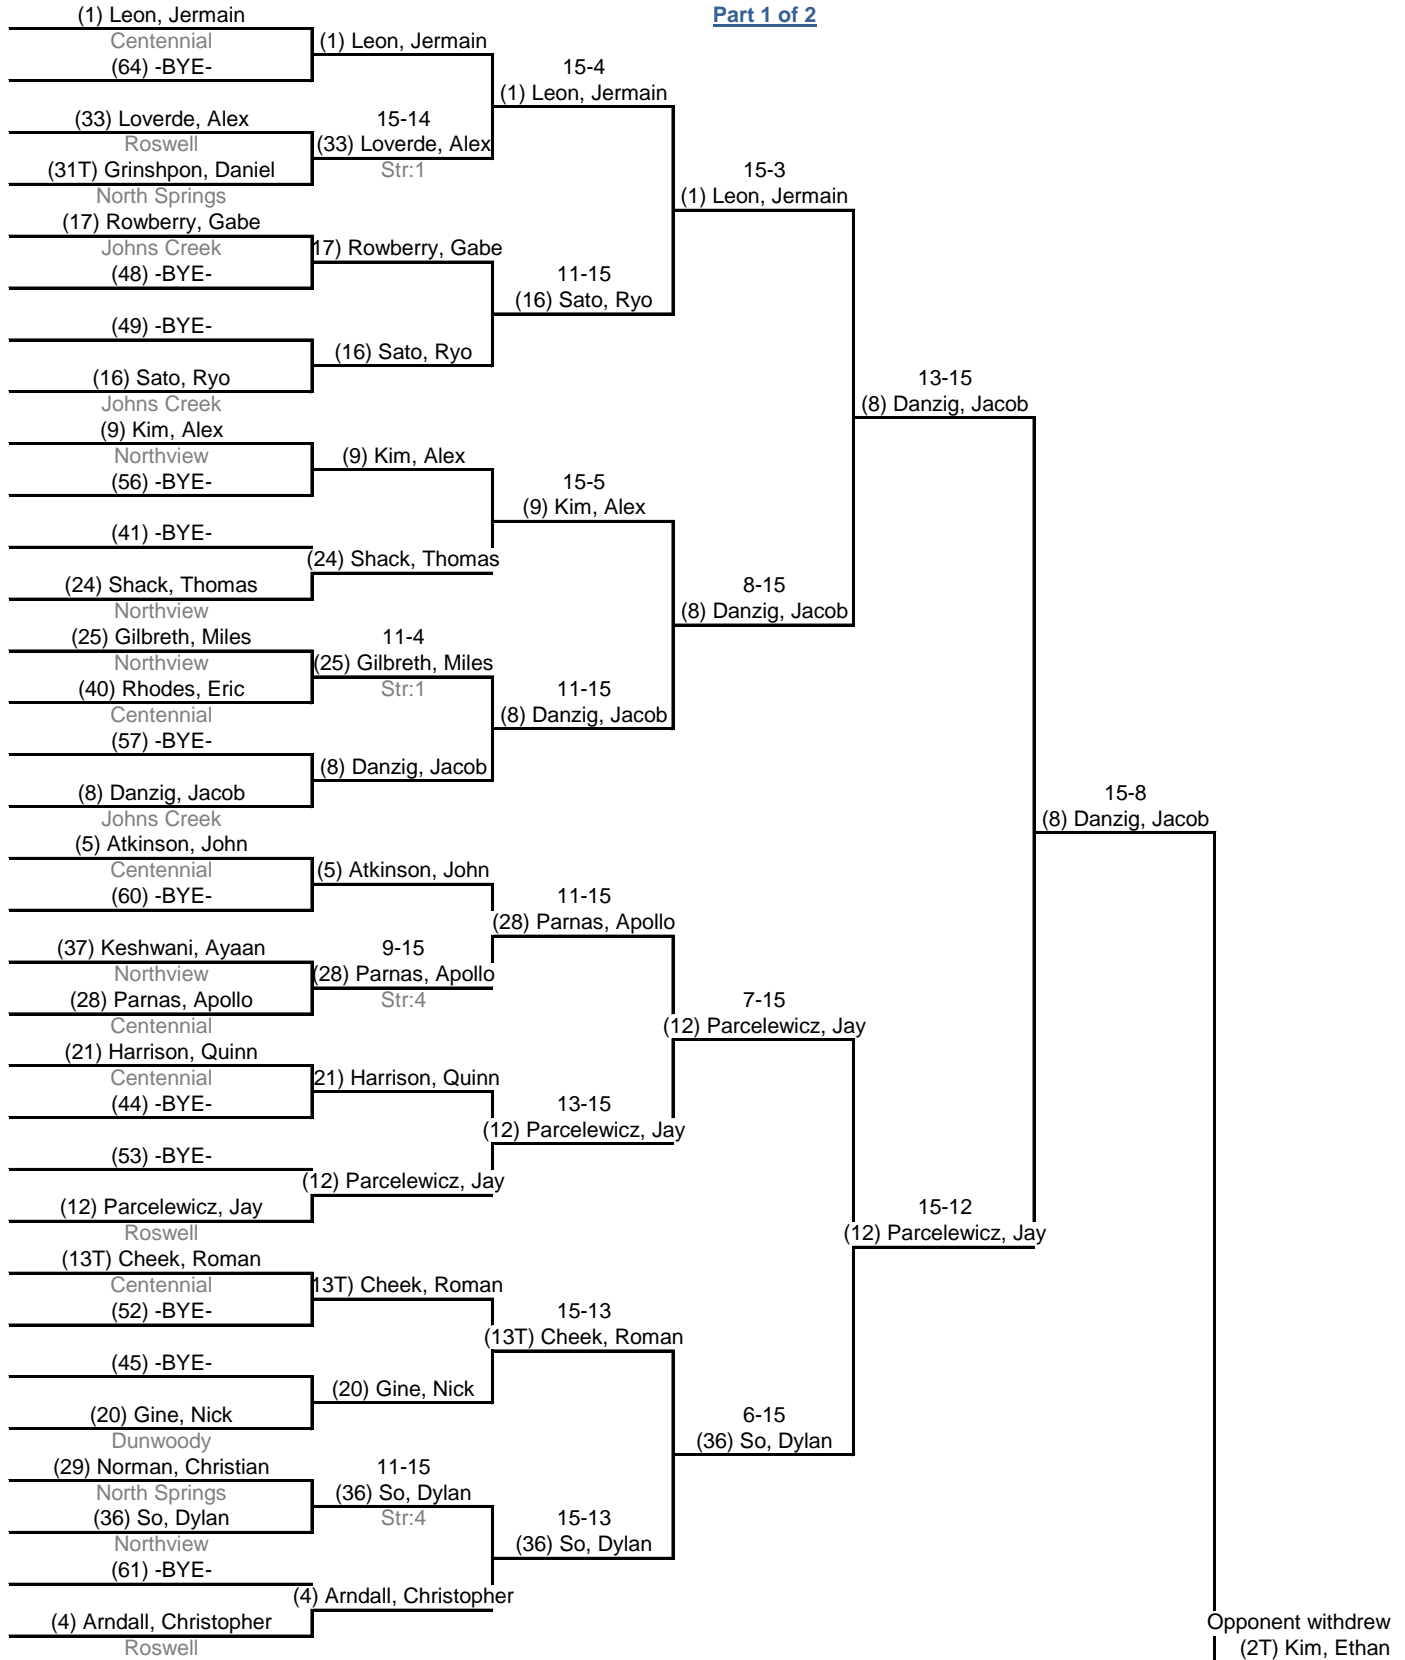 Part 1 of 2
(1) Leon, Jermain
Centennial
(64) -BYE-
(33) Loverde, Alex
Roswell
(31T) Grinshpon, Daniel
North Springs
(17) Rowberry, Gabe
Johns Creek
(48) -BYE-
(49) -BYE-
(16) Sato, Ryo
Johns Creek
(9) Kim, Alex
Northview
(56) -BYE-
(41) -BYE-
(24) Shack, Thomas
Northview
(25) Gilbreth, Miles
Northview
(40) Rhodes, Eric
Centennial
(57) -BYE-
(8) Danzig, Jacob
Johns Creek
(5) Atkinson, John
Centennial
(60) -BYE-
(37) Keshwani, Ayaan
Northview
(28) Parnas, Apollo
Centennial
(21) Harrison, Quinn
Centennial
(44) -BYE-
(53) -BYE-
(12) Parcelewicz, Jay
Roswell
(13T) Cheek, Roman
Centennial
(52) -BYE-
(45) -BYE-
(20) Gine, Nick
Dunwoody
(29) Norman, Christian
North Springs
(36) So, Dylan
Northview
(61) -BYE-
(4) Arndall, Christopher
Roswell
(1) Leon, Jermain
15-14
(33) Loverde, Alex
Str:1
17) Rowberry, Gabe
(16) Sato, Ryo
(9) Kim, Alex
(24) Shack, Thomas
11-4
(25) Gilbreth, Miles
Str:1
(8) Danzig, Jacob
(5) Atkinson, John
9-15
(28) Parnas, Apollo
Str:4
21) Harrison, Quinn
(12) Parcelewicz, Jay
13T) Cheek, Roman
(20) Gine, Nick
11-15
(36) So, Dylan
Str:4
(4) Arndall, Christopher
15-4
(1) Leon, Jermain
11-15
(16) Sato, Ryo
15-5
(9) Kim, Alex
11-15
(8) Danzig, Jacob
11-15
(28) Parnas, Apollo
13-15
(12) Parcelewicz, Jay
15-13
(13T) Cheek, Roman
15-13
(36) So, Dylan
15-3
(1) Leon, Jermain
8-15
(8) Danzig, Jacob
7-15
(12) Parcelewicz, Jay
6-15
(36) So, Dylan
13-15
(8) Danzig, Jacob
15-12
(12) Parcelewicz, Jay
15-8
(8) Danzig, Jacob
Opponent withdrew
(2T) Kim, Ethan